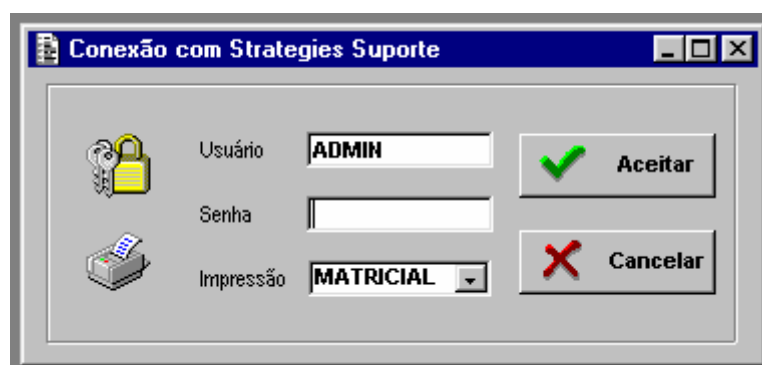 Conexão com Strategies Suporte
Usuário ADMIN Aceitar
Senha
Impressão MATRICIAL Cancelar